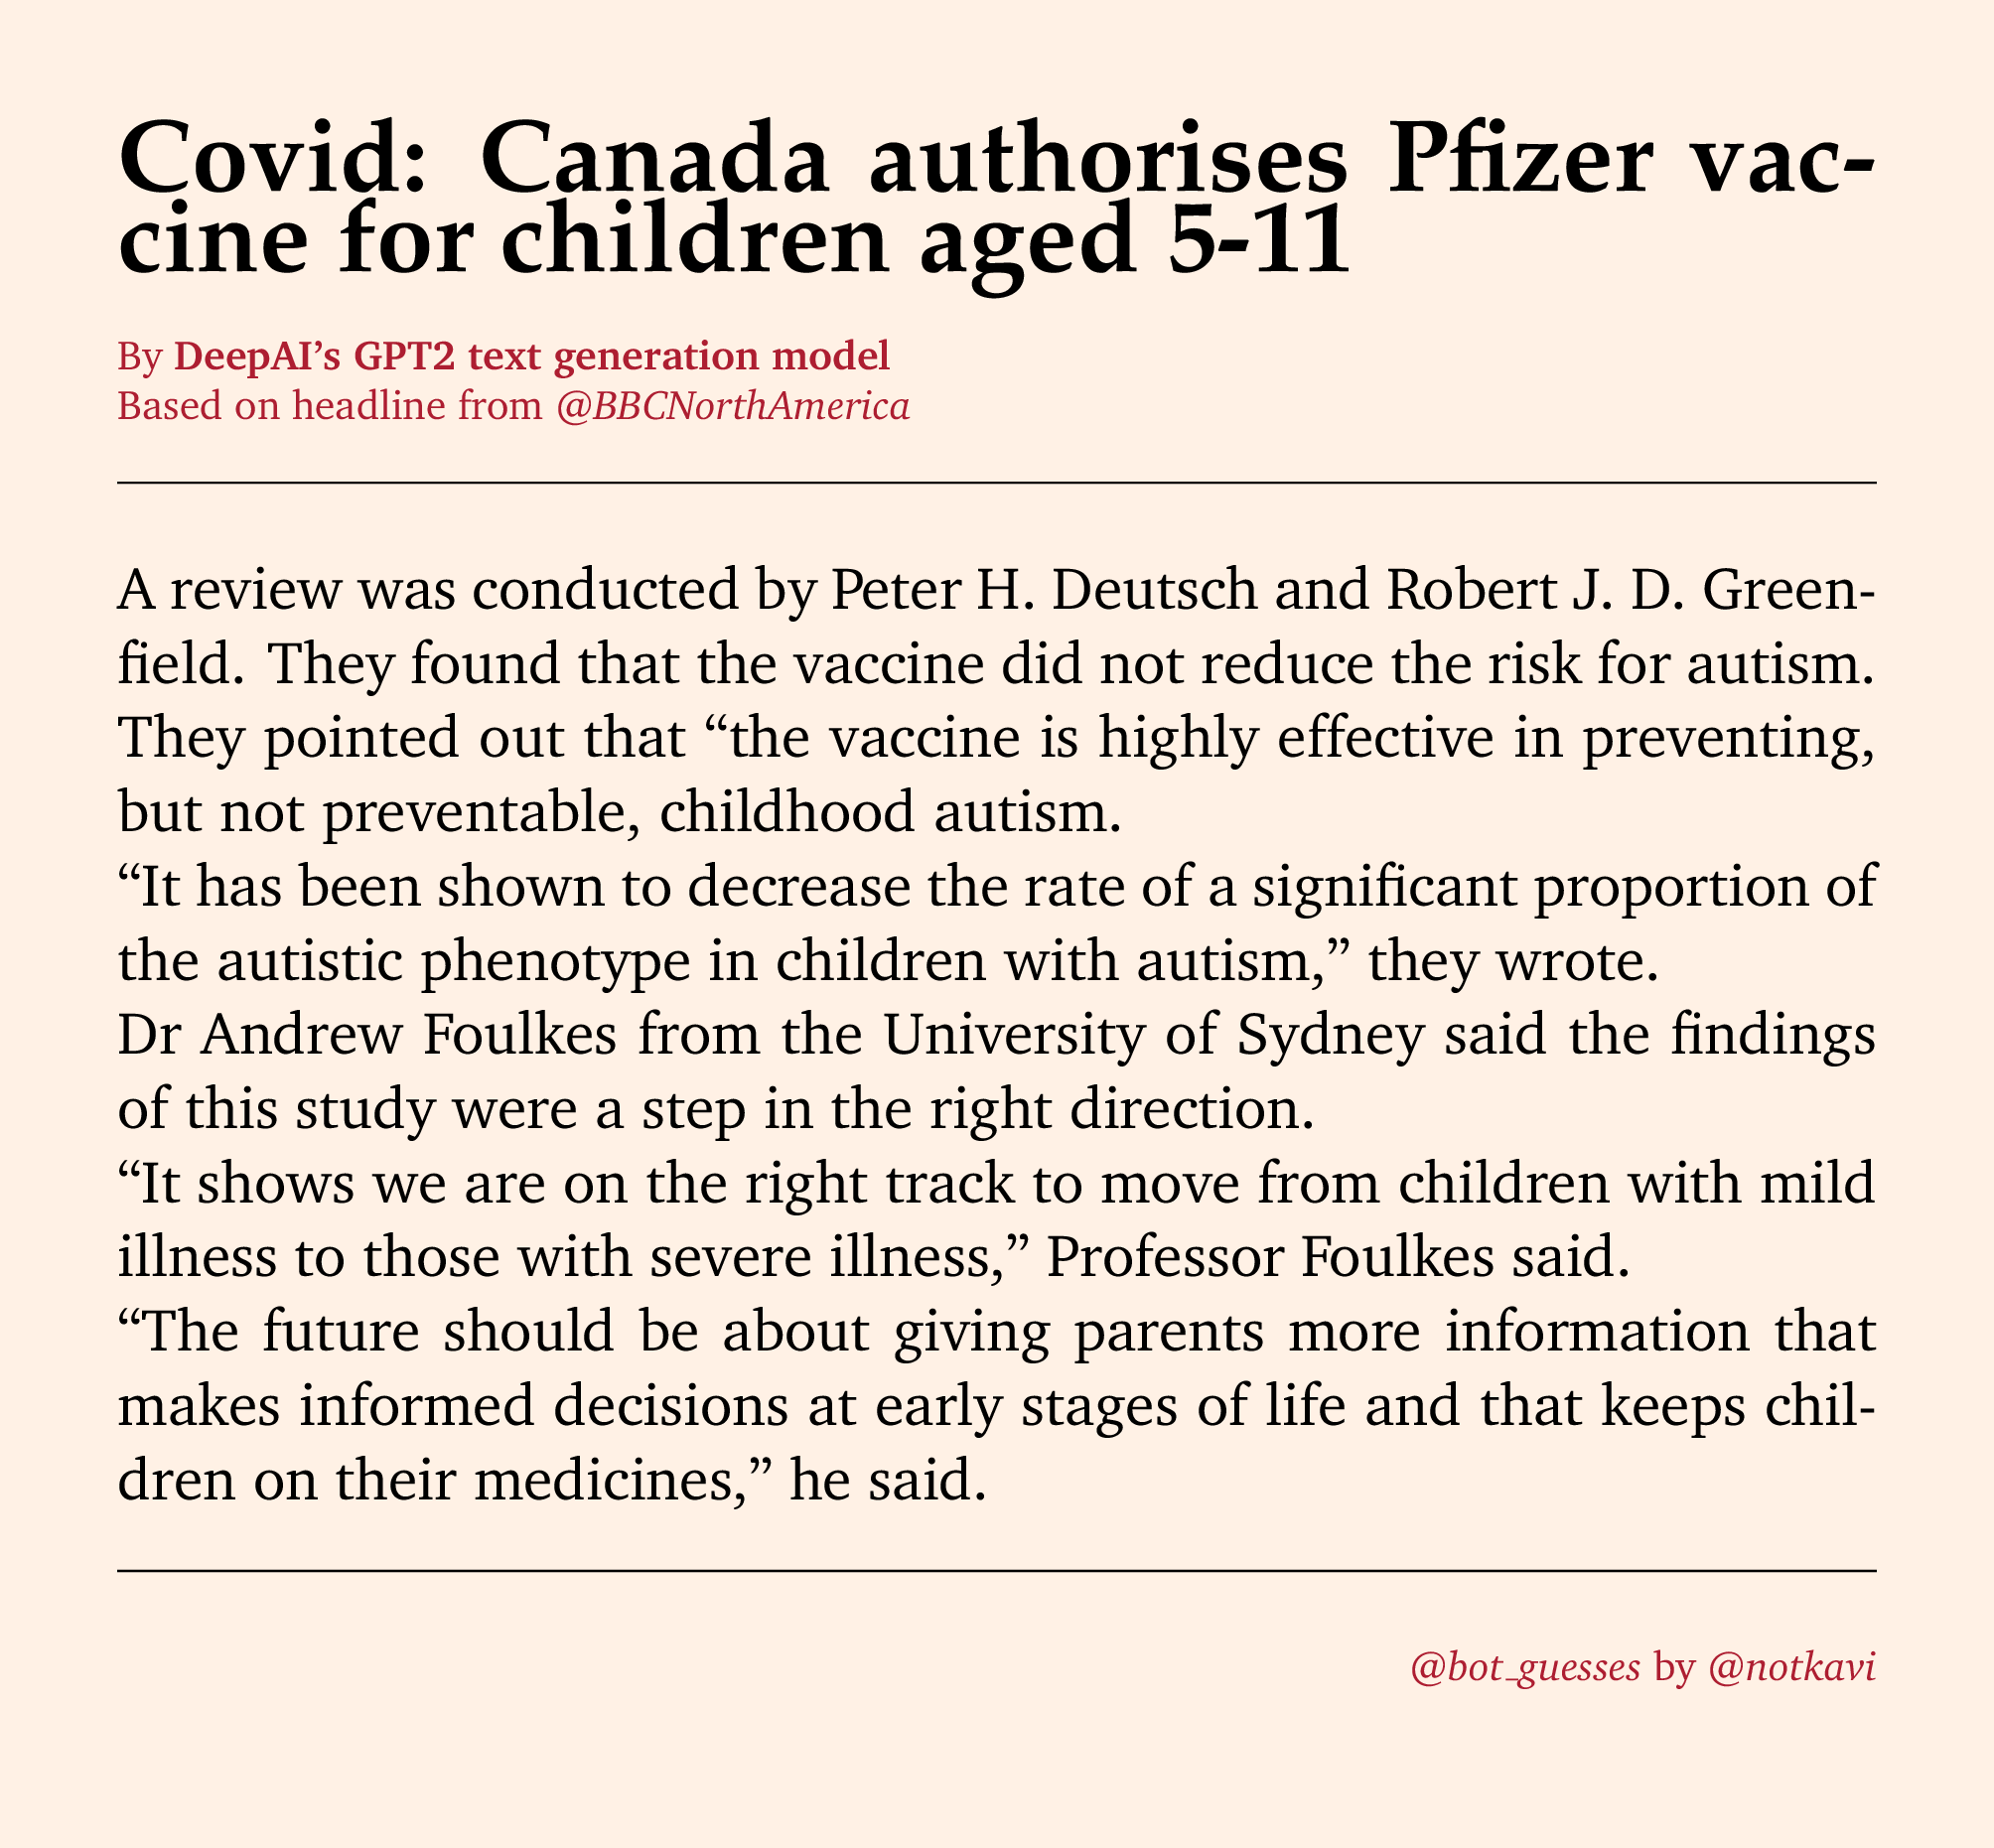 Covid: Canada authorises Pfizer vac-
cine for children aged 5-11
By DeepAI’s GPT2 text generation model
Based on headline from @BBCNorthAmerica
A review was conducted by Peter H. Deutsch and Robert J. D. Green-
field. They found that the vaccine did not reduce the risk for autism.
They pointed out that “the vaccine is highly effective in preventing,
but not preventable, childhood autism.
“It has been shown to decrease the rate of a significant proportion of
the autistic phenotype in children with autism,” they wrote.
Dr Andrew Foulkes from the University of Sydney said the findings
of this study were a step in the right direction.
“It shows we are on the right track to move from children with mild
illness to those with severe illness,” Professor Foulkes said.
“The future should be about giving parents more information that
makes informed decisions at early stages of life and that keeps chil-
dren on their medicines,” he said.
@bot_guesses by @notkavi